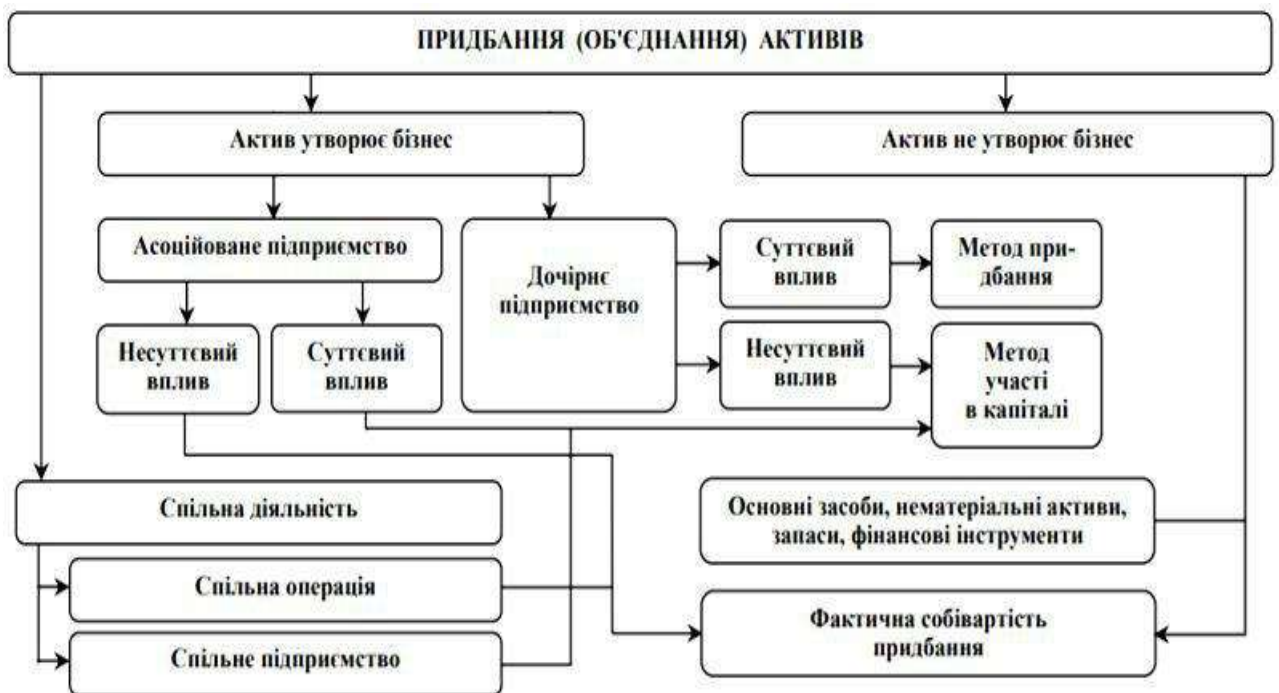 ПРИДБАННЯ (ОБ'ЄДНАННЯ) АКТИВІВ
Актив утворює бізнес
Актив не утворює бізнес
Асоційоване підприємство
Дочірнє
підприємство
Суттєвий
вплив
Метод при-
дбання
Несуттєвий
вплив
Суттєвий
вплив
Несуттєвий
вплив
Метод
участі
в капіталі
Спільна діяльність
Основні засоби, нематеріальні активи,
запаси, фінансові інструменти
Спільна операція
Фактична собівартість
придбання
Спільне підприємство